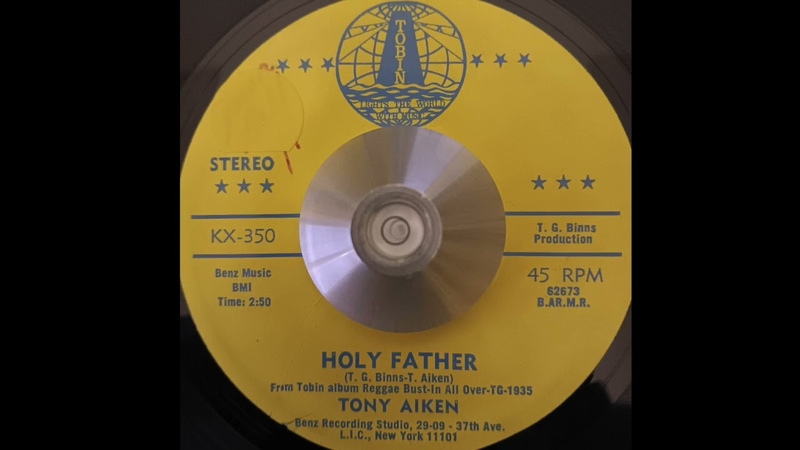 TOBIN
LIGHTS THE WORLD
WITH MUSIC
STEREO
KX-350
T. G. Binns
Production
Benz Music
BMI
Time: 2:50
45 RPM
62673
B.AR.M.R.
HOLY FATHER
(T. G. Binns-T. Aiken)
From Tobin album Reggae Bust-In All Over-TG-1935
TONY AIKEN
Benz Recording Studio, 29-09 - 37th Ave.
L.I.C., New York 11101